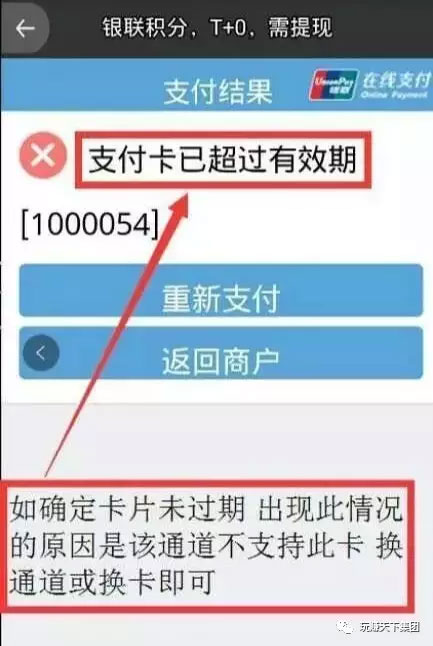 银联积分，T+0，需提现
支付结果
UnionPay
银联
在线支付
Online Payment
支付卡已超过有效期
[1000054]
重新支付
返回商户
如确定卡片未过期 出现此情况
的原因是该通道不支持此卡 换
通道或换卡即可
玩赚天下集团